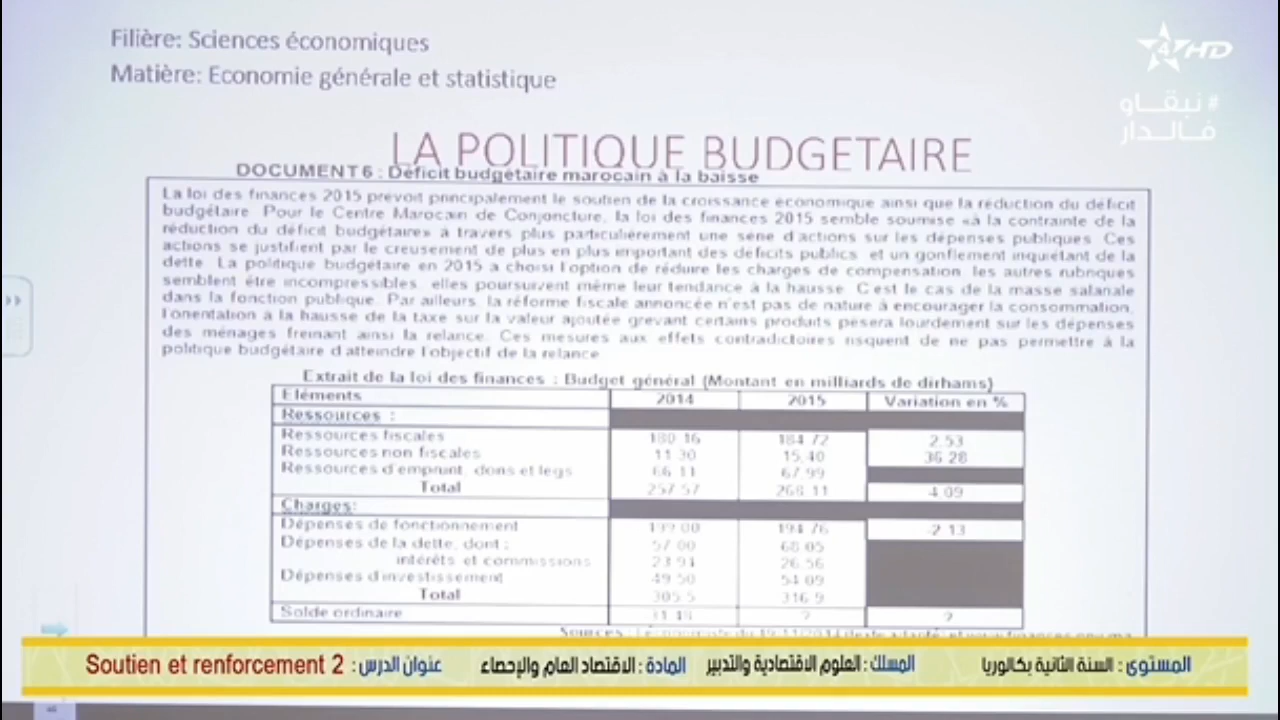 Filière: Sciences économiques
Matière: Economie générale et statistique
4 HD
# نبقاو
فالدار
LA POLITIQUE BUDGETAIRE
DOCUMENT 6 : Déficit budgétaire marocain à la baisse
La loi des finances 2015 prévoit principalement le soutien de la croissance économique ainsi que la réduction du déficit
budgétaire. Pour le Centre Marocain de Conjoncture, la loi des finances 2015 semble soumise «à la contrainte de la
réduction du déficit budgétaire» à travers plus particulièrement une série d'actions sur les dépenses publiques. Ces
actions se justifient par le creusement de plus en plus important des déficits publics et un gonflement inquiétant de la
dette. La politique budgétaire en 2015 a choisi l'option de réduire les charges de compensation, les autres rubriques
semblent être incompressibles, elles poursuivent même leur tendance à la hausse. C'est le cas de la masse salariale
dans la fonction publique. Par ailleurs, la réforme fiscale annoncée n'est pas de nature à encourager la consommation,
l'orientation à la hausse de la taxe sur la valeur ajoutée grevant certains produits pèsera lourdement sur les dépenses
des ménages freinant ainsi la relance. Ces mesures aux effets contradictoires risquent de ne pas permettre à la
politique budgétaire d'atteindre l'objectif de la relance
Extrait de la loi des finances : Budget général (Montant en milliards de dirhams)
Eléments 2014 2015 Variation en %
Ressources :
Ressources fiscales 180.16 184.72 2.53
Ressources non fiscales 11.30 15.40 36.28
Ressources d'emprunt, dons et legs 66.11 67.99
Total 257.57 268.11 4.09
Charges:
Dépenses de fonctionnement 199.00 194.76 -2.13
Dépenses de la dette, dont : 57.00 68.05
intérêts et commissions 23.91 26.56
Dépenses d'investissement 49.50 54.09
Total 305.5 316.9
Solde ordinaire ? ?
Sources :
المستوى : السنة الثانية بكالوريا
المسلك : العلوم الاقتصادية والتدبير
المادة : الاقتصاد العام والإحصاء
عنوان الدرس : Soutien et renforcement 2